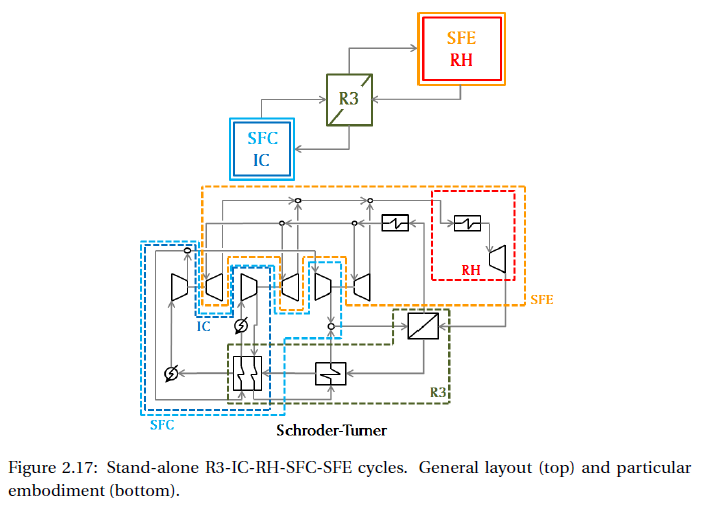 SFE
RH
R3
SFC
IC
RH
SFE
IC
R3
SFC
Schroder-Turner
Figure 2.17: Stand-alone R3-IC-RH-SFC-SFE cycles. General layout (top) and particular
embodiment (bottom).